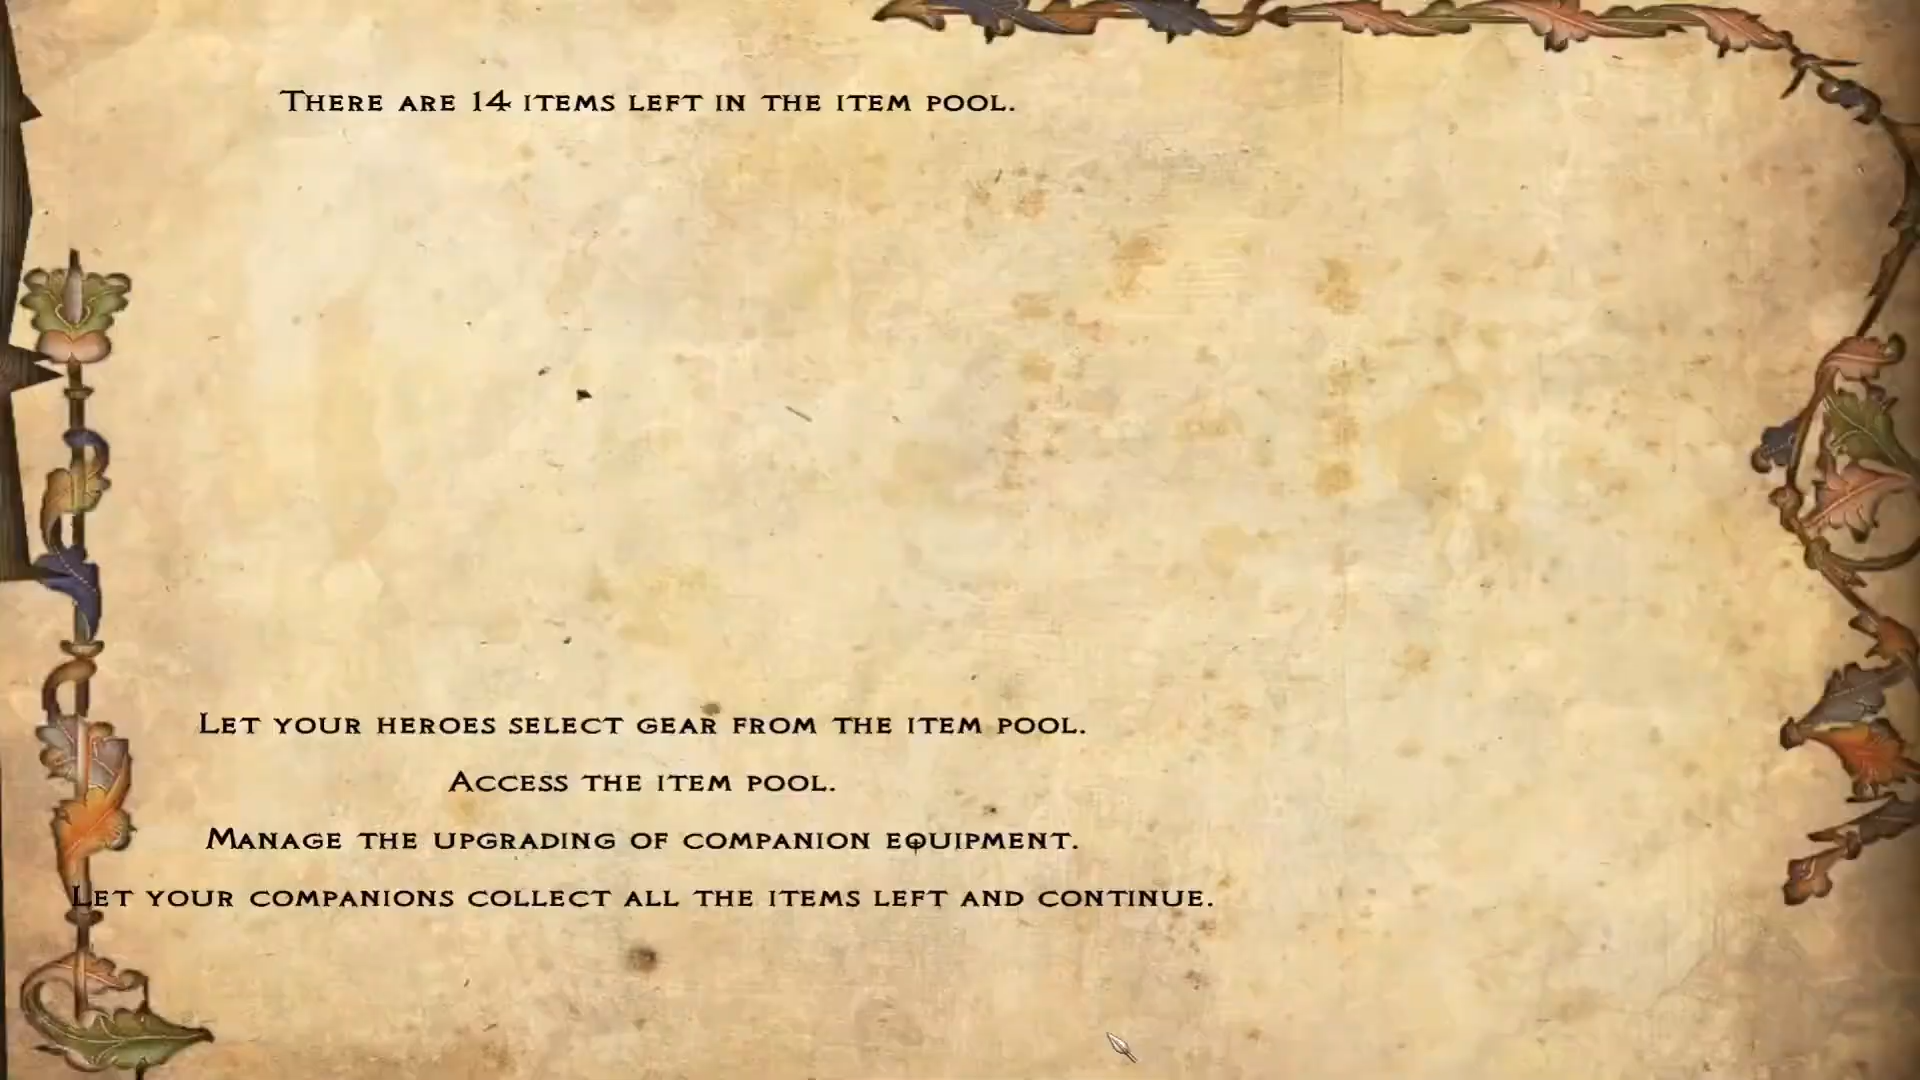 There are 14 items left in the item pool.
Let your heroes select gear from the item pool.
Access the item pool.
Manage the upgrading of companion equipment.
Let your companions collect all the items left and continue.